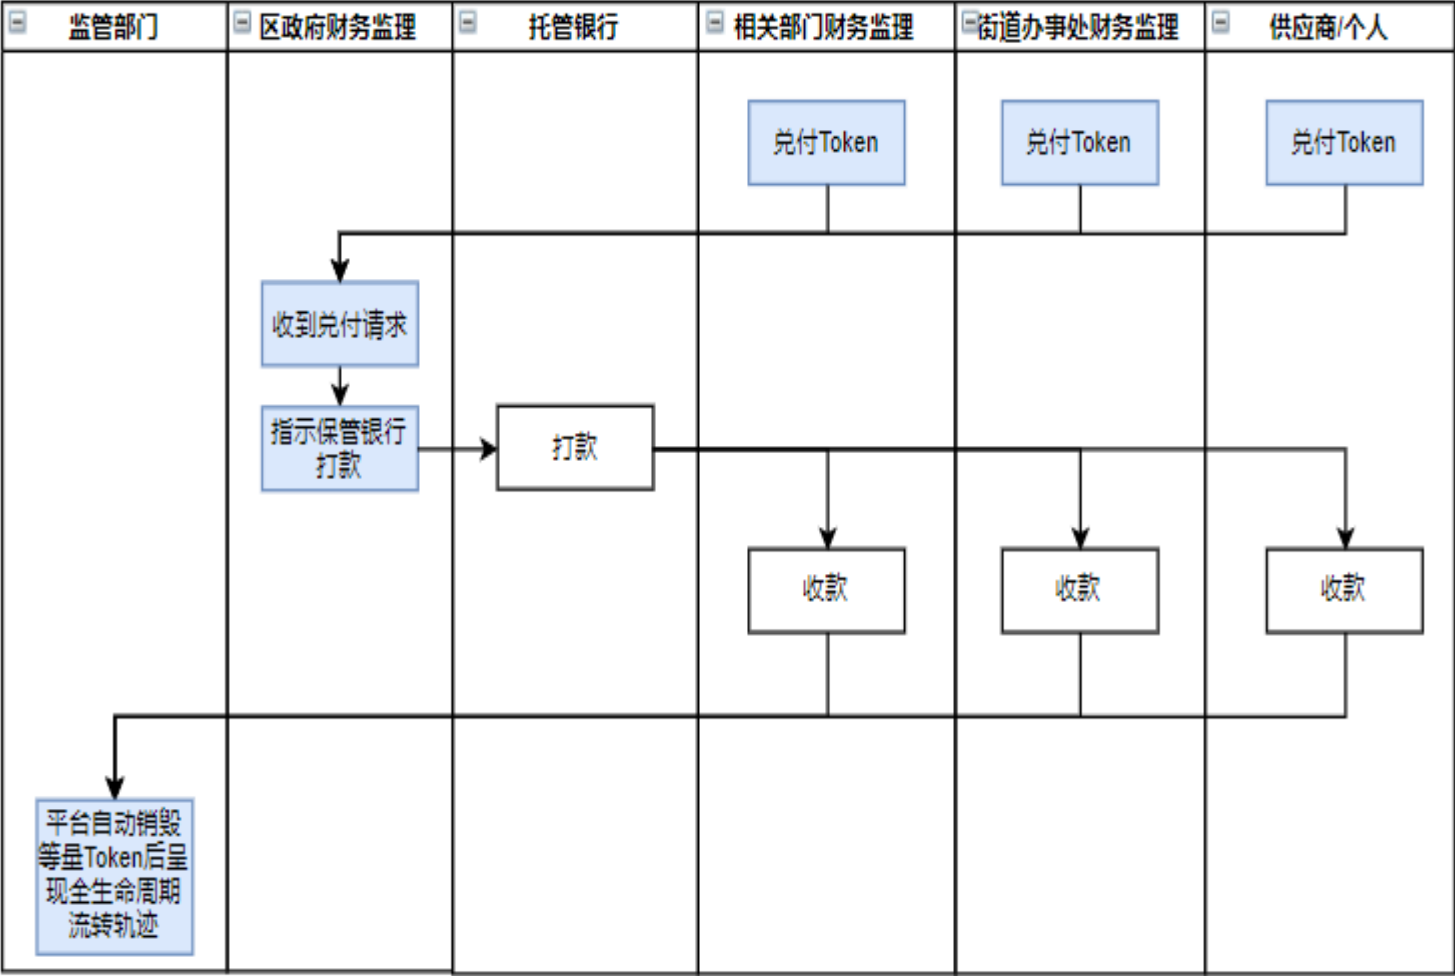 监管部门
区政府财务监理
托管银行
相关部门财务监理
街道办事处财务监理
供应商/个人
兑付Token
兑付Token
兑付Token
收到兑付请求
指示保管银行
打款
打款
收款
收款
收款
平台自动销毁
等量Token后呈
现全生命周期
流转轨迹